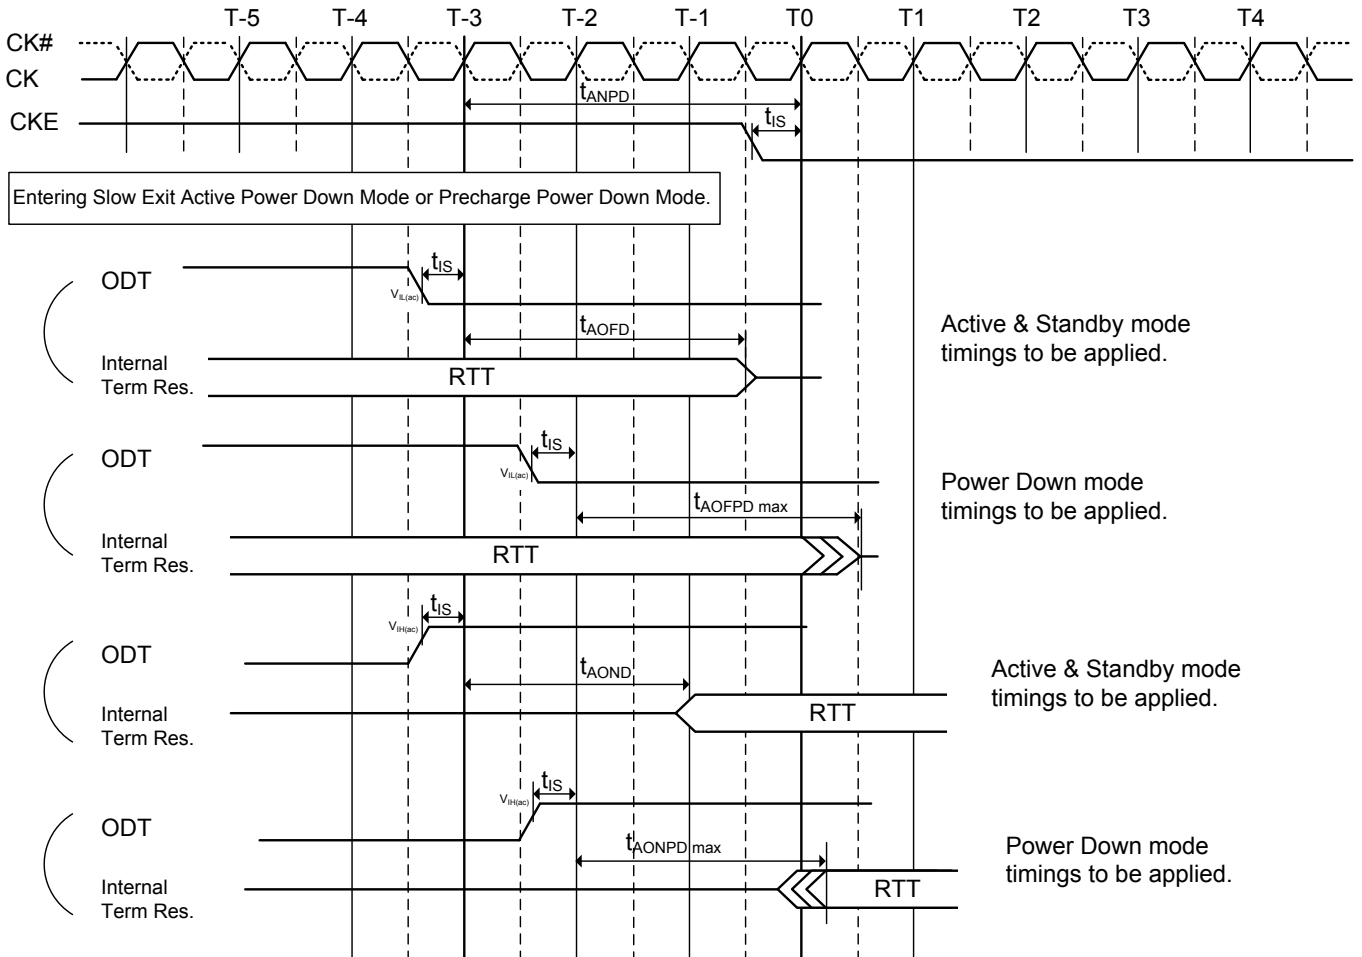 T-5 T-4 T-3 T-2 T-1 T0 T1 T2 T3 T4
CK#
CK
tANPD
CKE
tIS
Entering Slow Exit Active Power Down Mode or Precharge Power Down Mode.
ODT
tIS
VIL(ac)
tAOFD
Internal
Term Res.
RTT
Active & Standby mode
timings to be applied.
ODT
tIS
VIL(ac)
tAOFPD max
Internal
Term Res.
RTT
Power Down mode
timings to be applied.
ODT
tIS
VIH(ac)
tAOND
Internal
Term Res.
RTT
Active & Standby mode
timings to be applied.
ODT
tIS
VIH(ac)
tAONPD max
Internal
Term Res.
RTT
Power Down mode
timings to be applied.